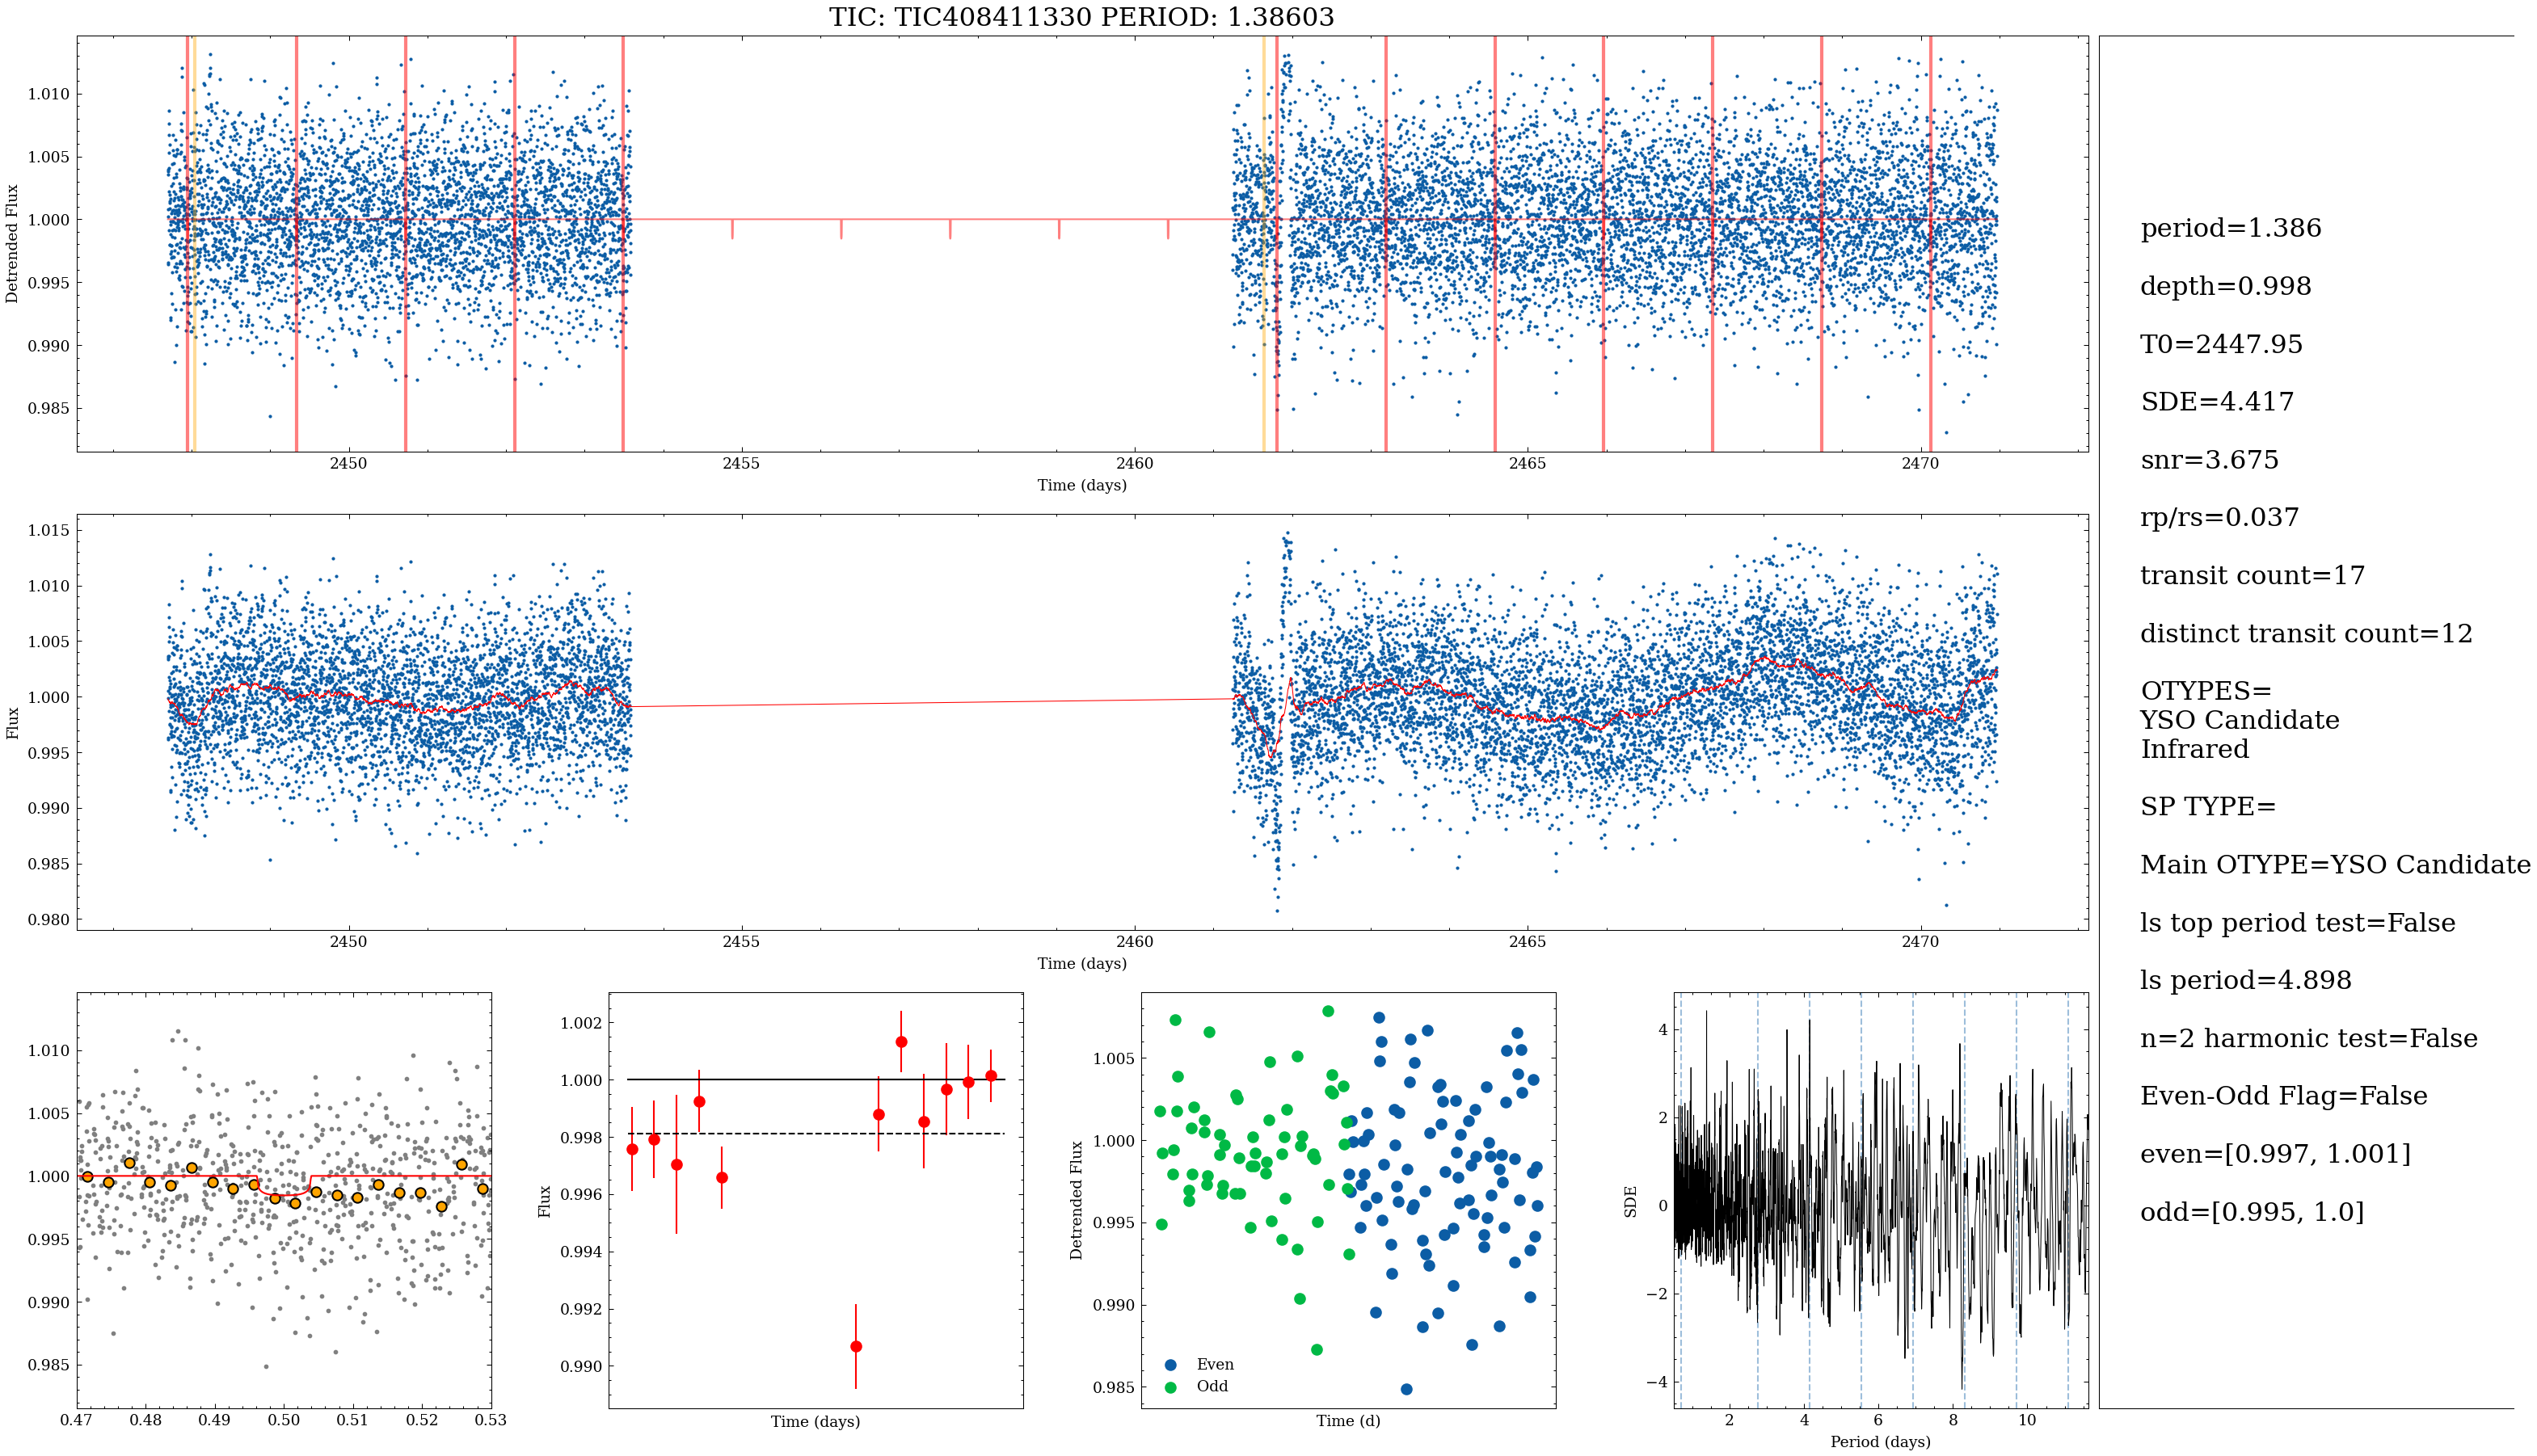 TIC: TIC408411330 PERIOD: 1.38603
Detrended Flux
1.010
1.005
1.000
0.995
0.990
0.985
2450
2455
2460
2465
2470
Time (days)
Flux
1.015
1.010
1.005
1.000
0.995
0.990
0.985
0.980
2450
2455
2460
2465
2470
Time (days)
1.010
1.005
1.000
0.995
0.990
0.985
0.47
0.48
0.49
0.50
0.51
0.52
0.53
Flux
1.002
1.000
0.998
0.996
0.994
0.992
0.990
Time (days)
Detrended Flux
1.005
1.000
0.995
0.990
0.985
Even
Odd
Time (d)
SDE
4
2
0
−2
−4
2
4
6
8
10
Period (days)
period=1.386
depth=0.998
T0=2447.95
SDE=4.417
snr=3.675
rp/rs=0.037
transit count=17
distinct transit count=12
OTYPES=
YSO Candidate
Infrared
SP TYPE=
Main OTYPE=YSO Candidate
ls top period test=False
ls period=4.898
n=2 harmonic test=False
Even-Odd Flag=False
even=[0.997, 1.001]
odd=[0.995, 1.0]